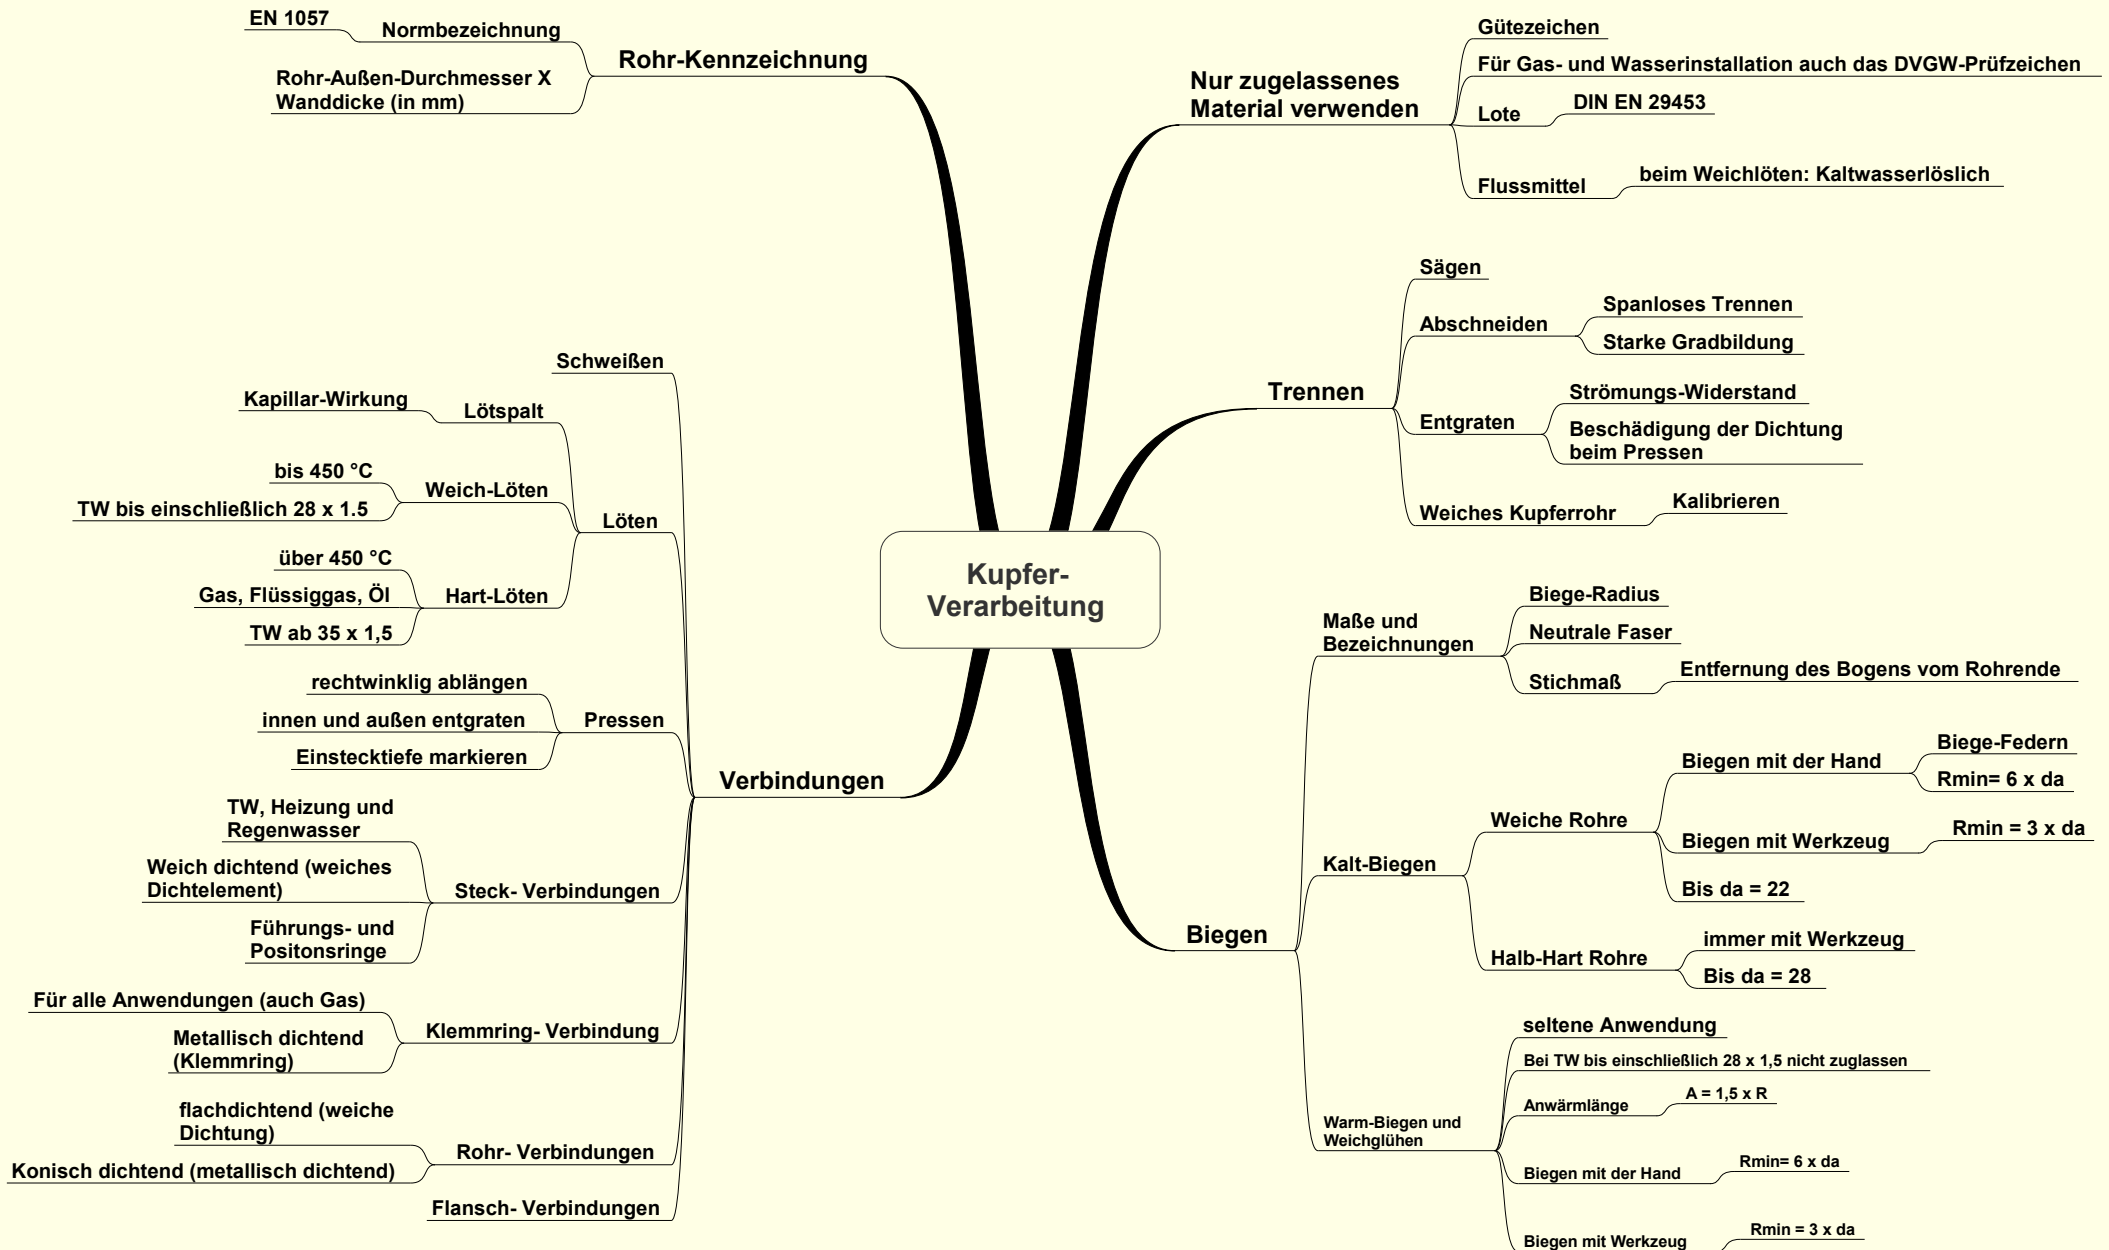 Kupfer-
Verarbeitung
Rohr-Kennzeichnung
Normbezeichnung
EN 1057
Rohr-Außen-Durchmesser X
Wanddicke (in mm)
Nur zugelassenes
Material verwenden
Gütezeichen
Für Gas- und Wasserinstallation auch das DVGW-Prüfzeichen
Lote
DIN EN 29453
Flussmittel
beim Weichlöten: Kaltwasserlöslich
Trennen
Sägen
Abschneiden
Spanloses Trennen
Starke Gradbildung
Entgraten
Strömungs-Widerstand
Beschädigung der Dichtung
beim Pressen
Weiches Kupferrohr
Kalibrieren
Biegen
Maße und
Bezeichnungen
Biege-Radius
Neutrale Faser
Stichmaß
Entfernung des Bogens vom Rohrende
Kalt-Biegen
Weiche Rohre
Biegen mit der Hand
Biege-Federn
Rmin= 6 x da
Biegen mit Werkzeug
Rmin = 3 x da
Bis da = 22
Halb-Hart Rohre
immer mit Werkzeug
Bis da = 28
Warm-Biegen und
Weichglühen
seltene Anwendung
Bei TW bis einschließlich 28 x 1,5 nicht zuglassen
Anwärmlänge
A = 1,5 x R
Biegen mit der Hand
Rmin= 6 x da
Biegen mit Werkzeug
Rmin = 3 x da
Verbindungen
Schweißen
Löten
Lötspalt
Kapillar-Wirkung
Weich-Löten
bis 450 °C
TW bis einschließlich 28 x 1.5
Hart-Löten
über 450 °C
Gas, Flüssiggas, Öl
TW ab 35 x 1,5
Pressen
rechtwinklig ablängen
innen und außen entgraten
Einstecktiefe markieren
Steck- Verbindungen
TW, Heizung und
Regenwasser
Weich dichtend (weiches
Dichtelement)
Führungs- und
Positonsringe
Klemmring- Verbindung
Für alle Anwendungen (auch Gas)
Metallisch dichtend
(Klemmring)
Rohr- Verbindungen
flachdichtend (weiche
Dichtung)
Konisch dichtend (metallisch dichtend)
Flansch- Verbindungen